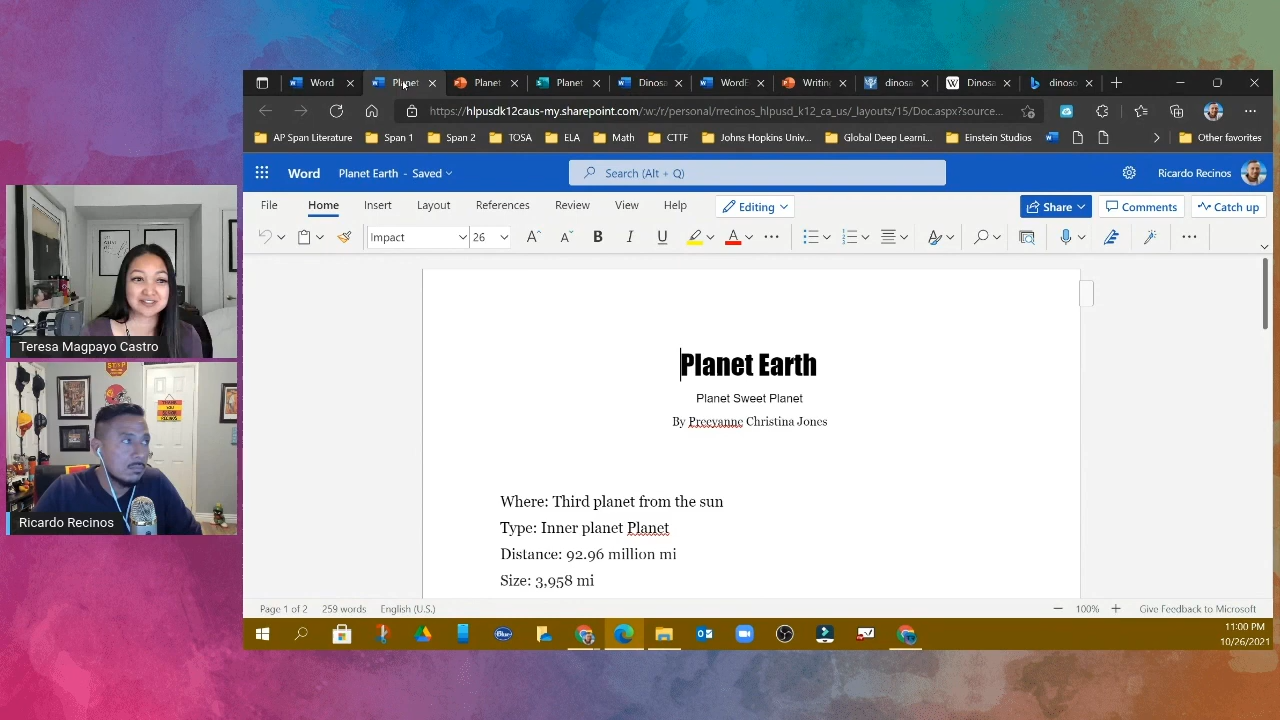 Word
Planet
Planet
Planet
Dinosa
WordE
Writing
dinosa
Dinosa
dinoso
https://hlpusdk12caus-my.sharepoint.com/:w:/r/personal/rrecinos_hlpusd_k12_ca_us/_layouts/15/Doc.aspx?source...
AP Span Literature
Span 1
Span 2
TOSA
ELA
Math
CTTF
Johns Hopkins Univ...
Global Deep Learni...
Einstein Studios
Other favorites
Word
Planet Earth - Saved
Search (Alt + Q)
Ricardo Recinos
File
Home
Insert
Layout
References
Review
View
Help
Editing
Share
Comments
Catch up
Impact
26
B
I
U
Planet Earth
Planet Sweet Planet
By Preeyanne Christina Jones
Where: Third planet from the sun
Type: Inner planet Planet
Distance: 92.96 million mi
Size: 3,958 mi
Page 1 of 2
259 words
English (U.S.)
100%
Give Feedback to Microsoft
11:00 PM
10/26/2021
Teresa Magpayo Castro
Ricardo Recinos